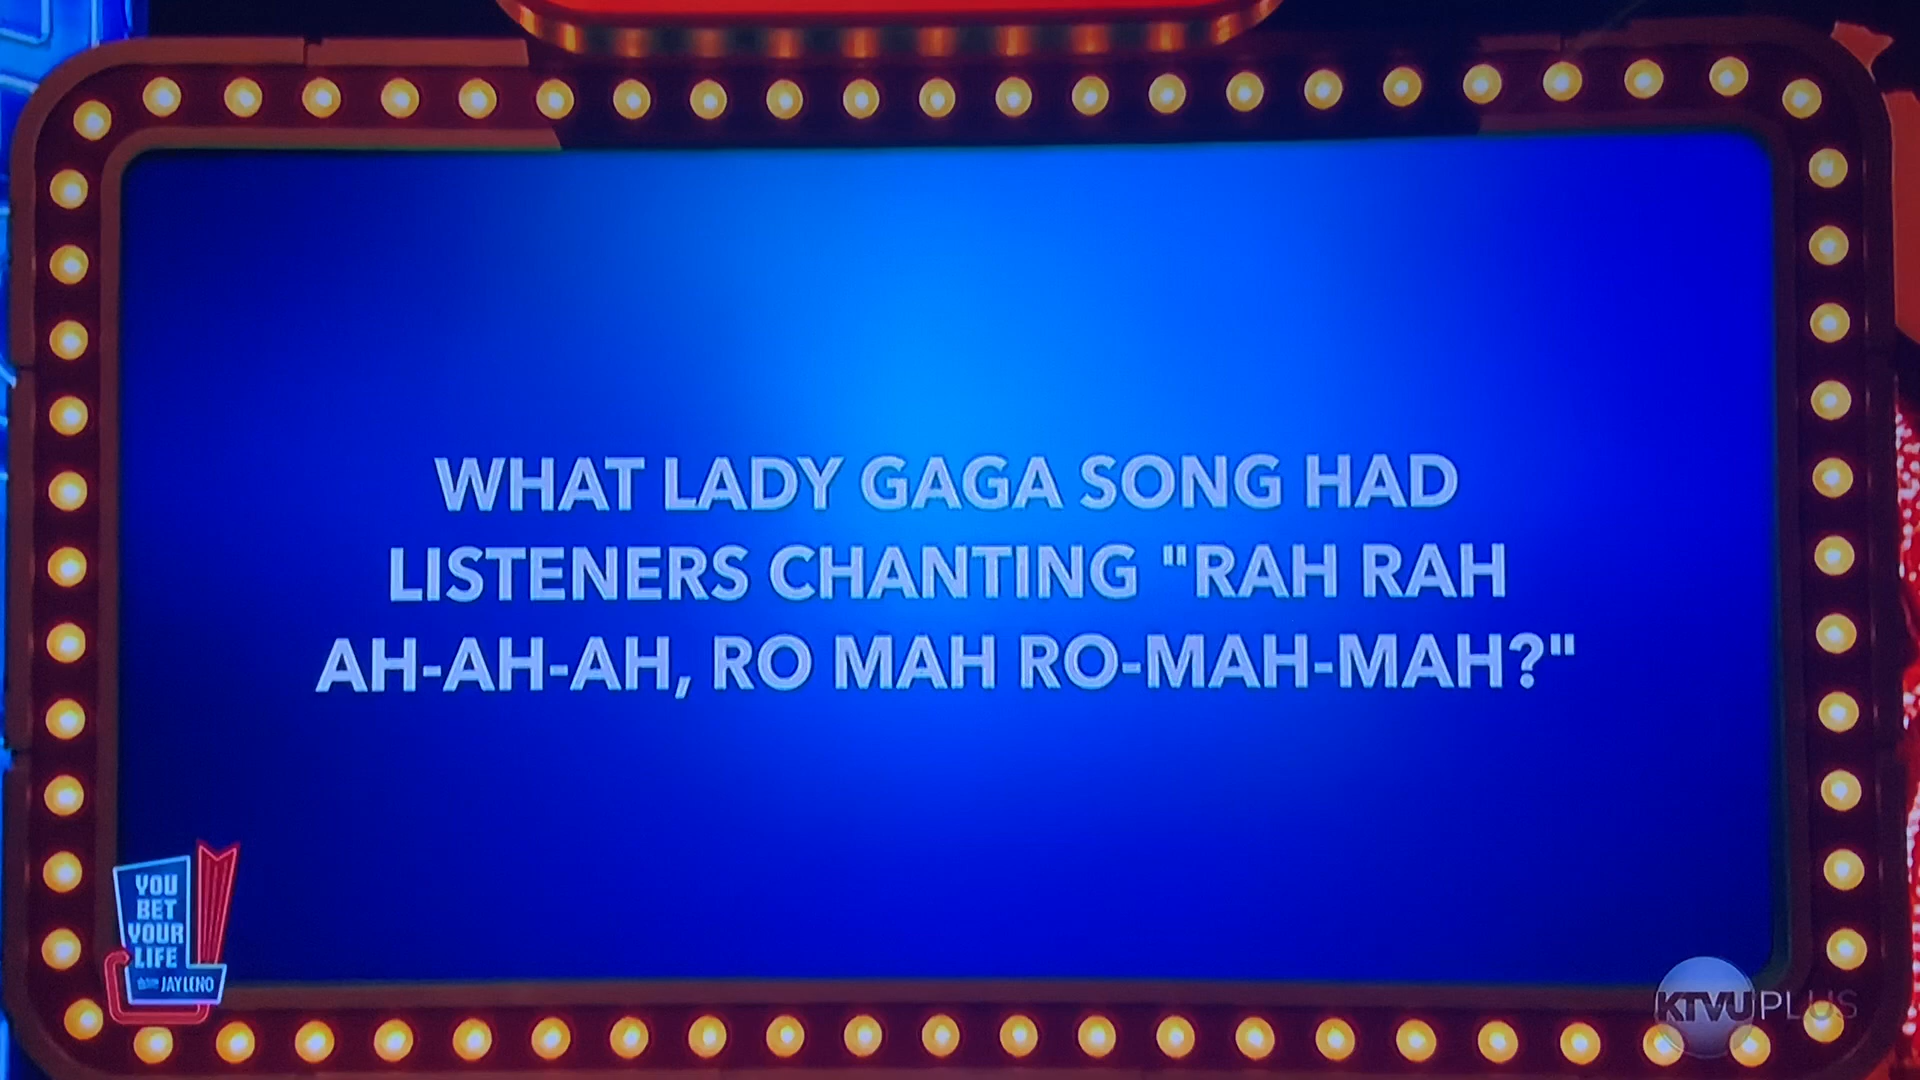 WHAT LADY GAGA SONG HAD
LISTENERS CHANTING "RAH RAH
AH-AH-AH, RO MAH RO-MAH-MAH?"
YOU
BET
YOUR
LIFE
JAY LENO
KTVU PLUS